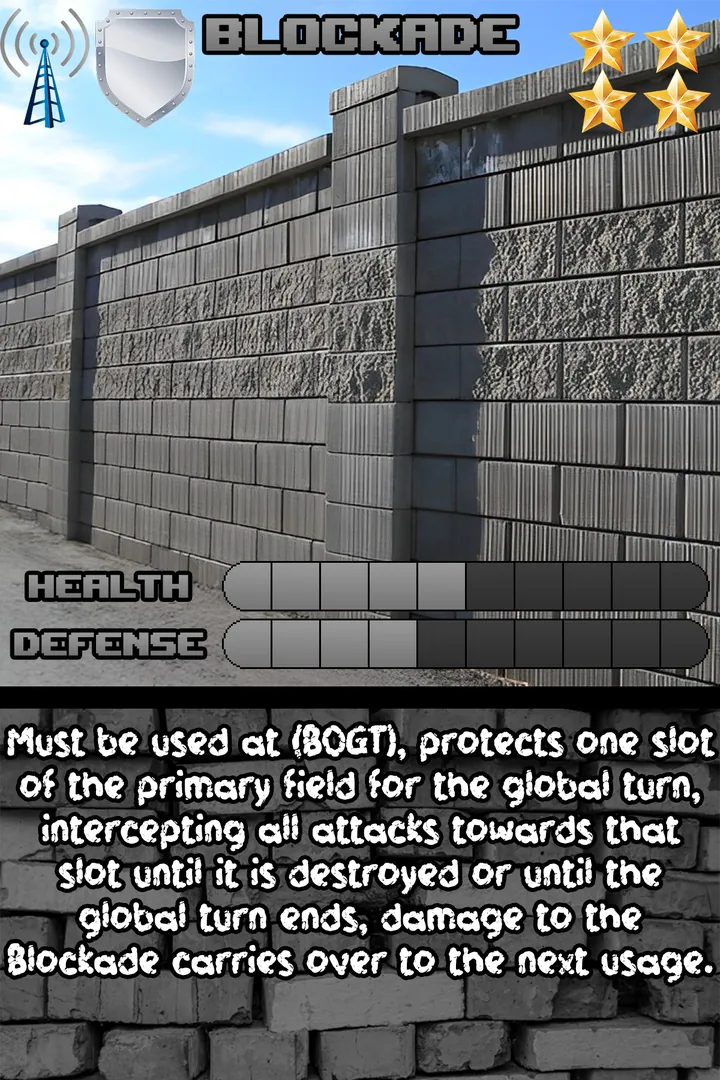 BLOCKADE
HEALTH
DEFENSE
Must be used at (BOGT), protects one slot
of the primary field for the global turn,
intercepting all attacks towards that
slot until it is destroyed or until the
global turn ends, damage to the
Blockade carries over to the next usage.